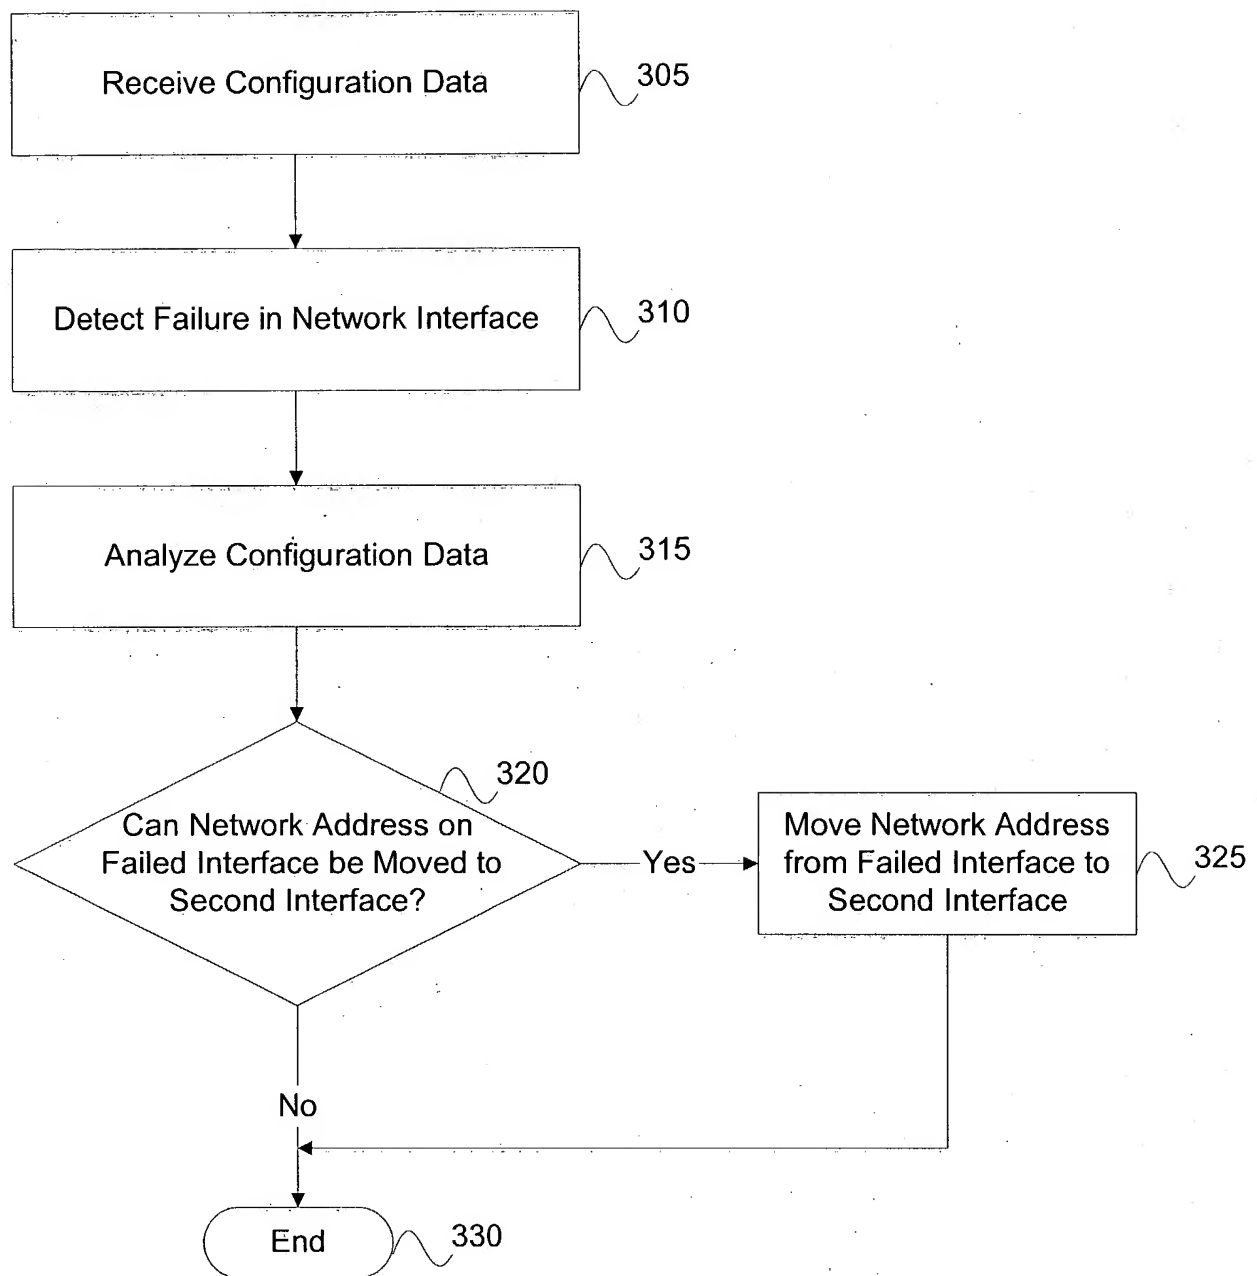 Receive Configuration Data
305
Detect Failure in Network Interface
310
Analyze Configuration Data
315
320
Can Network Address on
Failed Interface be Moved to
Second Interface?
Yes
Move Network Address
from Failed Interface to
Second Interface
325
No
End
330